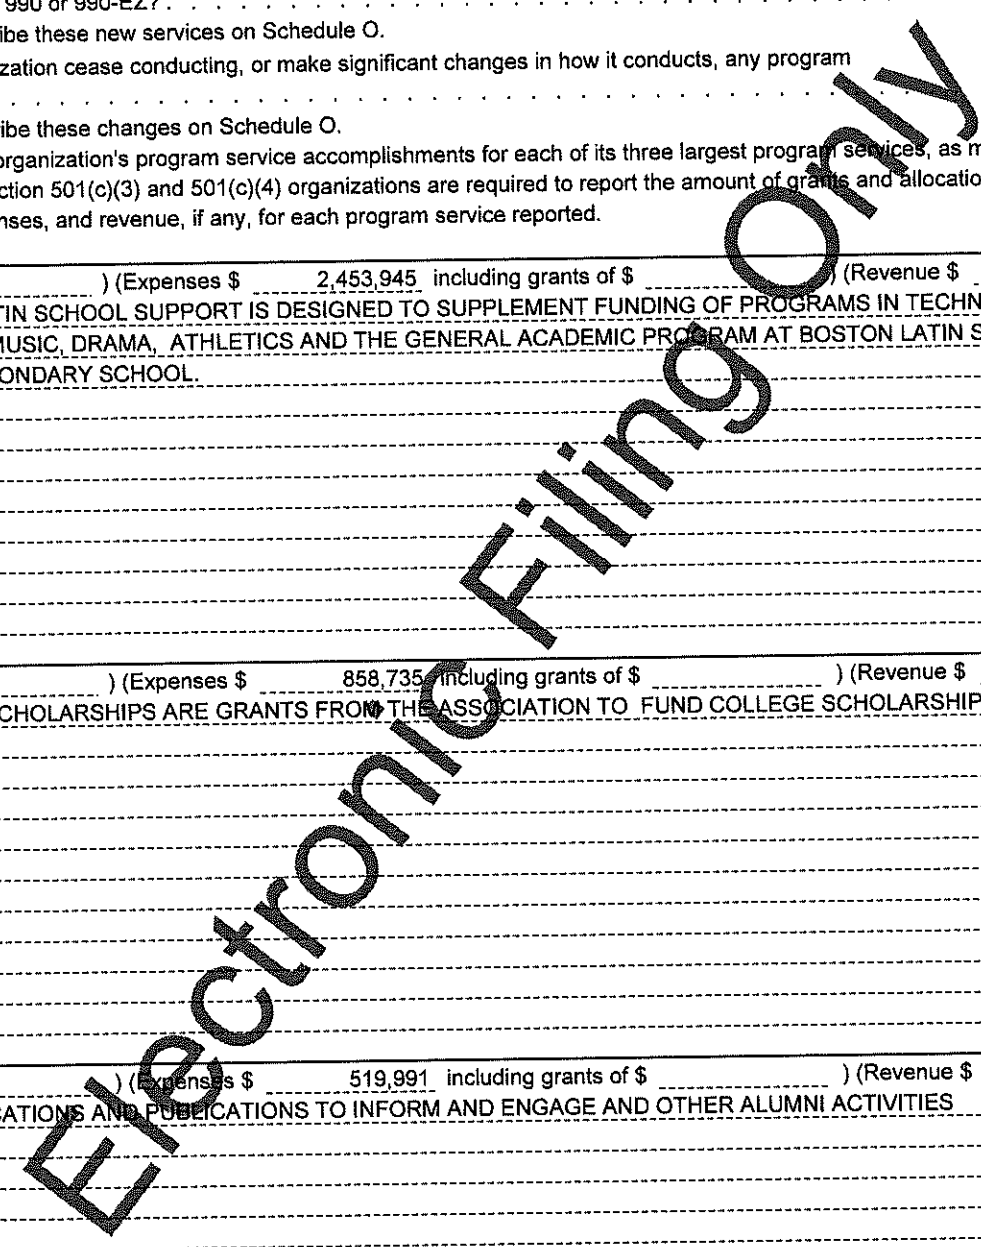 990 or 990-EZ?
ibe these new services on Schedule O.
zation cease conducting, or make significant changes in how it conducts, any program
ibe these changes on Schedule O.
organization's program service accomplishments for each of its three largest program services, as m
ction 501(c)(3) and 501(c)(4) organizations are required to report the amount of grants and allocatio
nses, and revenue, if any, for each program service reported.
) (Expenses $ 2,453,945 including grants of $ ) (Revenue $
TIN SCHOOL SUPPORT IS DESIGNED TO SUPPLEMENT FUNDING OF PROGRAMS IN TECHN
MUSIC, DRAMA, ATHLETICS AND THE GENERAL ACADEMIC PROGRAM AT BOSTON LATIN S
ONDARY SCHOOL.
) (Expenses $ 858,735 including grants of $ ) (Revenue $
CHOLARSHIPS ARE GRANTS FROM THE ASSOCIATION TO FUND COLLEGE SCHOLARSHIP
) (Expenses $ 519,991 including grants of $ ) (Revenue $
CATIONS AND PUBLICATIONS TO INFORM AND ENGAGE AND OTHER ALUMNI ACTIVITIES
Electronic Filing Only